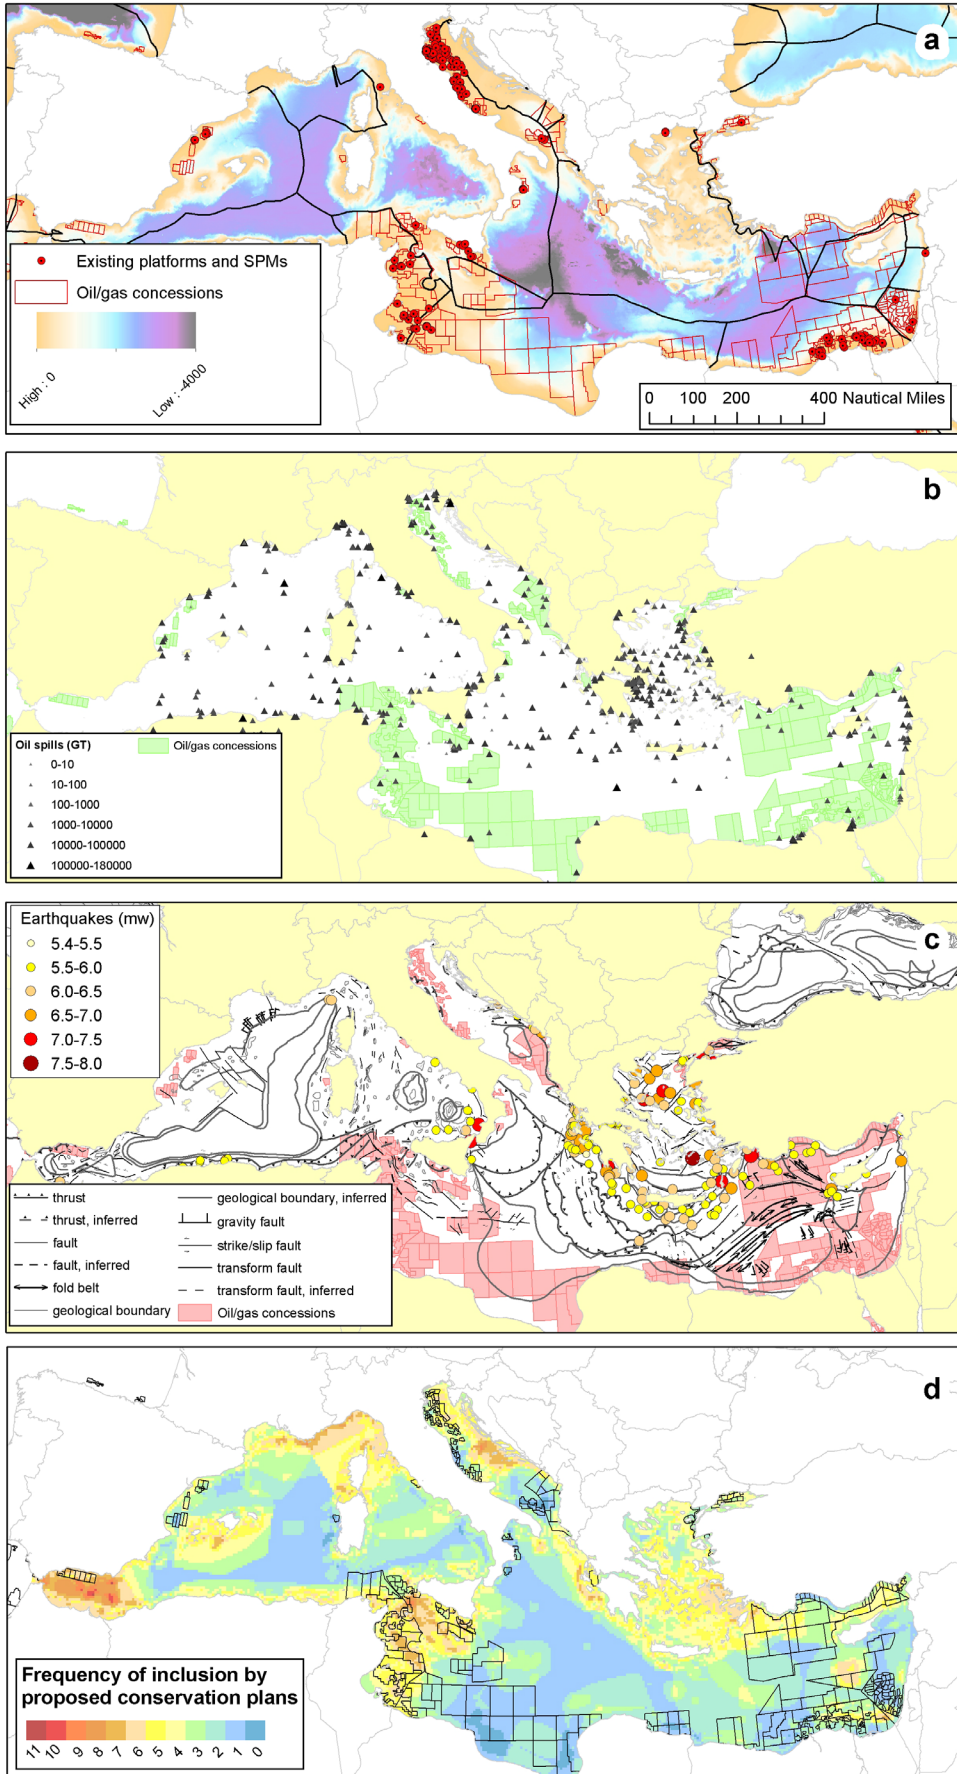 a
Existing platforms and SPMs
Oil/gas concessions
High : 0
Low : -4000
0 100 200 400 Nautical Miles
b
Oil spills (GT)
Oil/gas concessions
0-10
10-100
100-1000
1000-10000
10000-100000
100000-180000
c
Earthquakes (mw)
5.4-5.5
5.5-6.0
6.0-6.5
6.5-7.0
7.0-7.5
7.5-8.0
thrust
thrust, inferred
fault
fault, inferred
fold belt
geological boundary
geological boundary, inferred
gravity fault
strike/slip fault
transform fault
transform fault, inferred
Oil/gas concessions
d
Frequency of inclusion by
proposed conservation plans
11 10 9 8 7 6 5 4 3 2 1 0